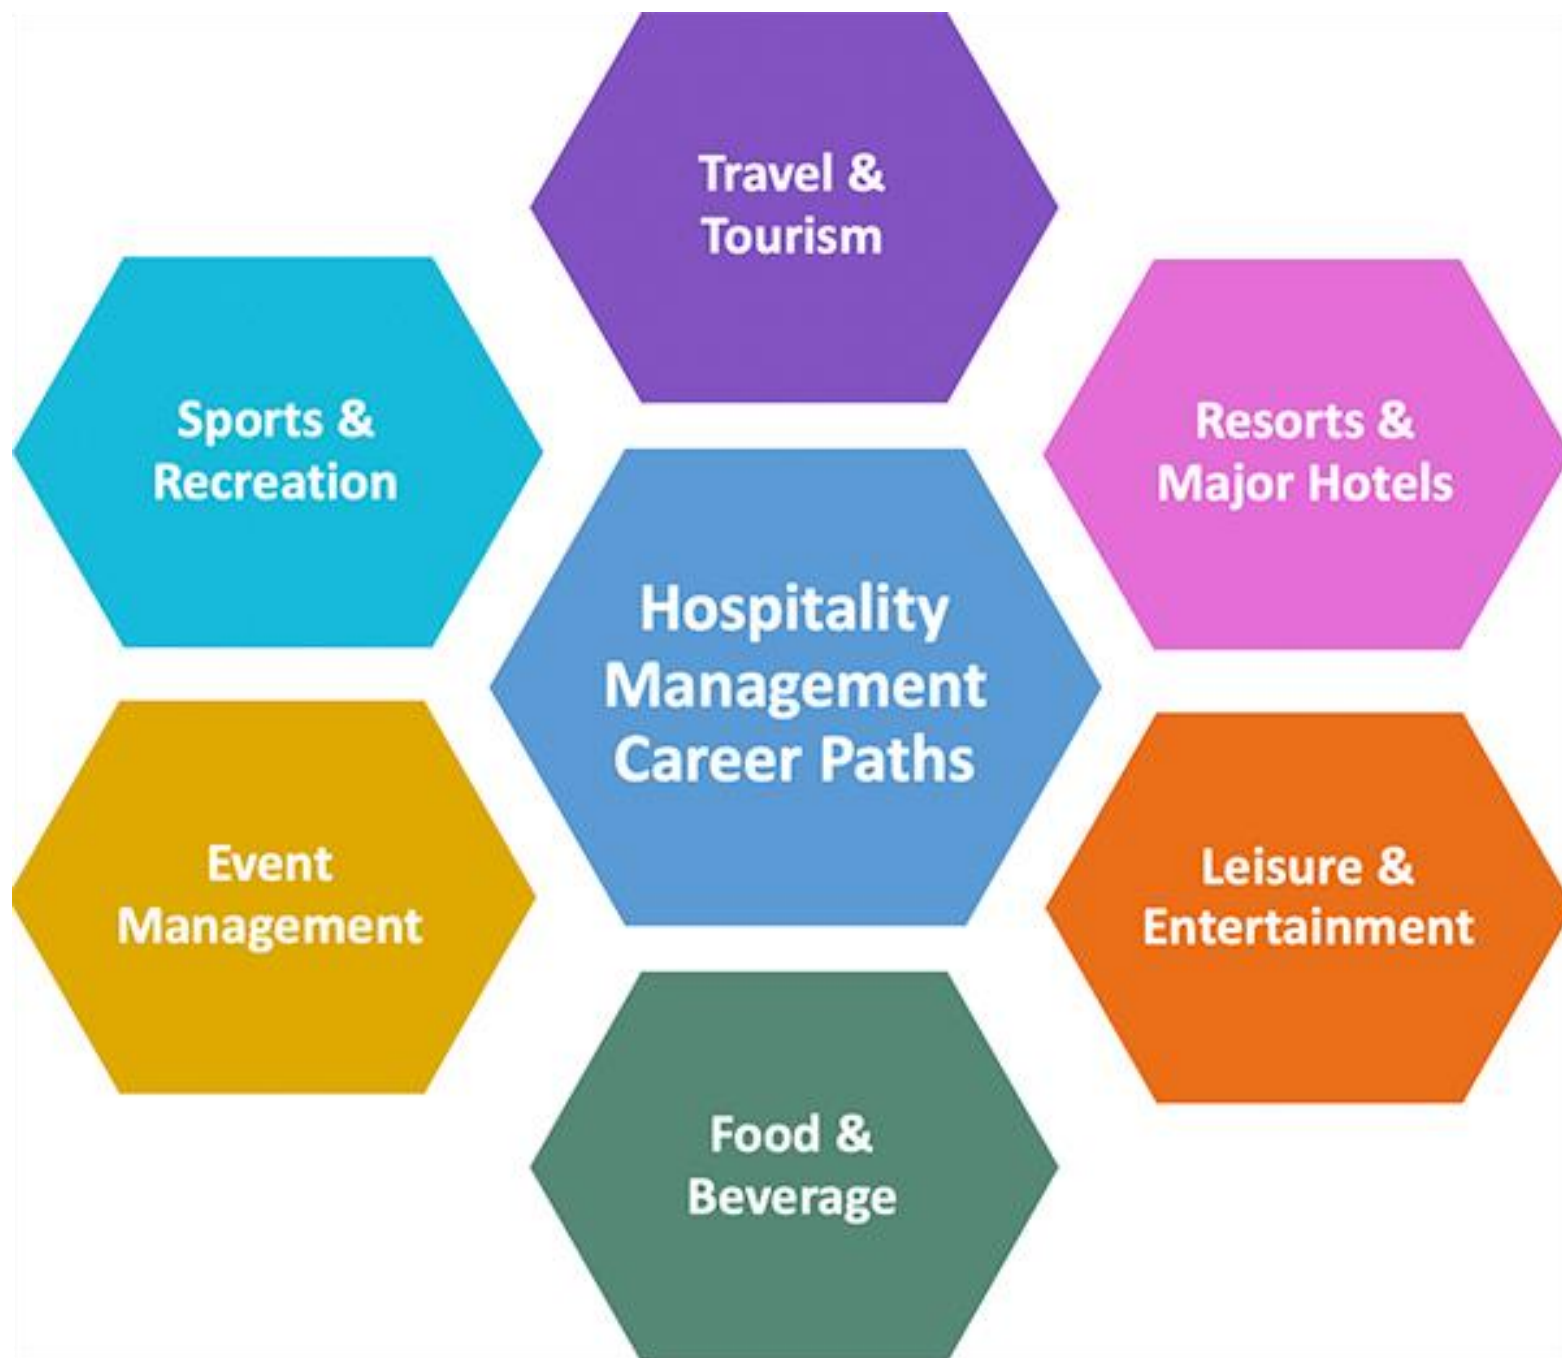 Travel &
Tourism
Sports &
Recreation
Resorts &
Major Hotels
Hospitality
Management
Career Paths
Event
Management
Leisure &
Entertainment
Food &
Beverage